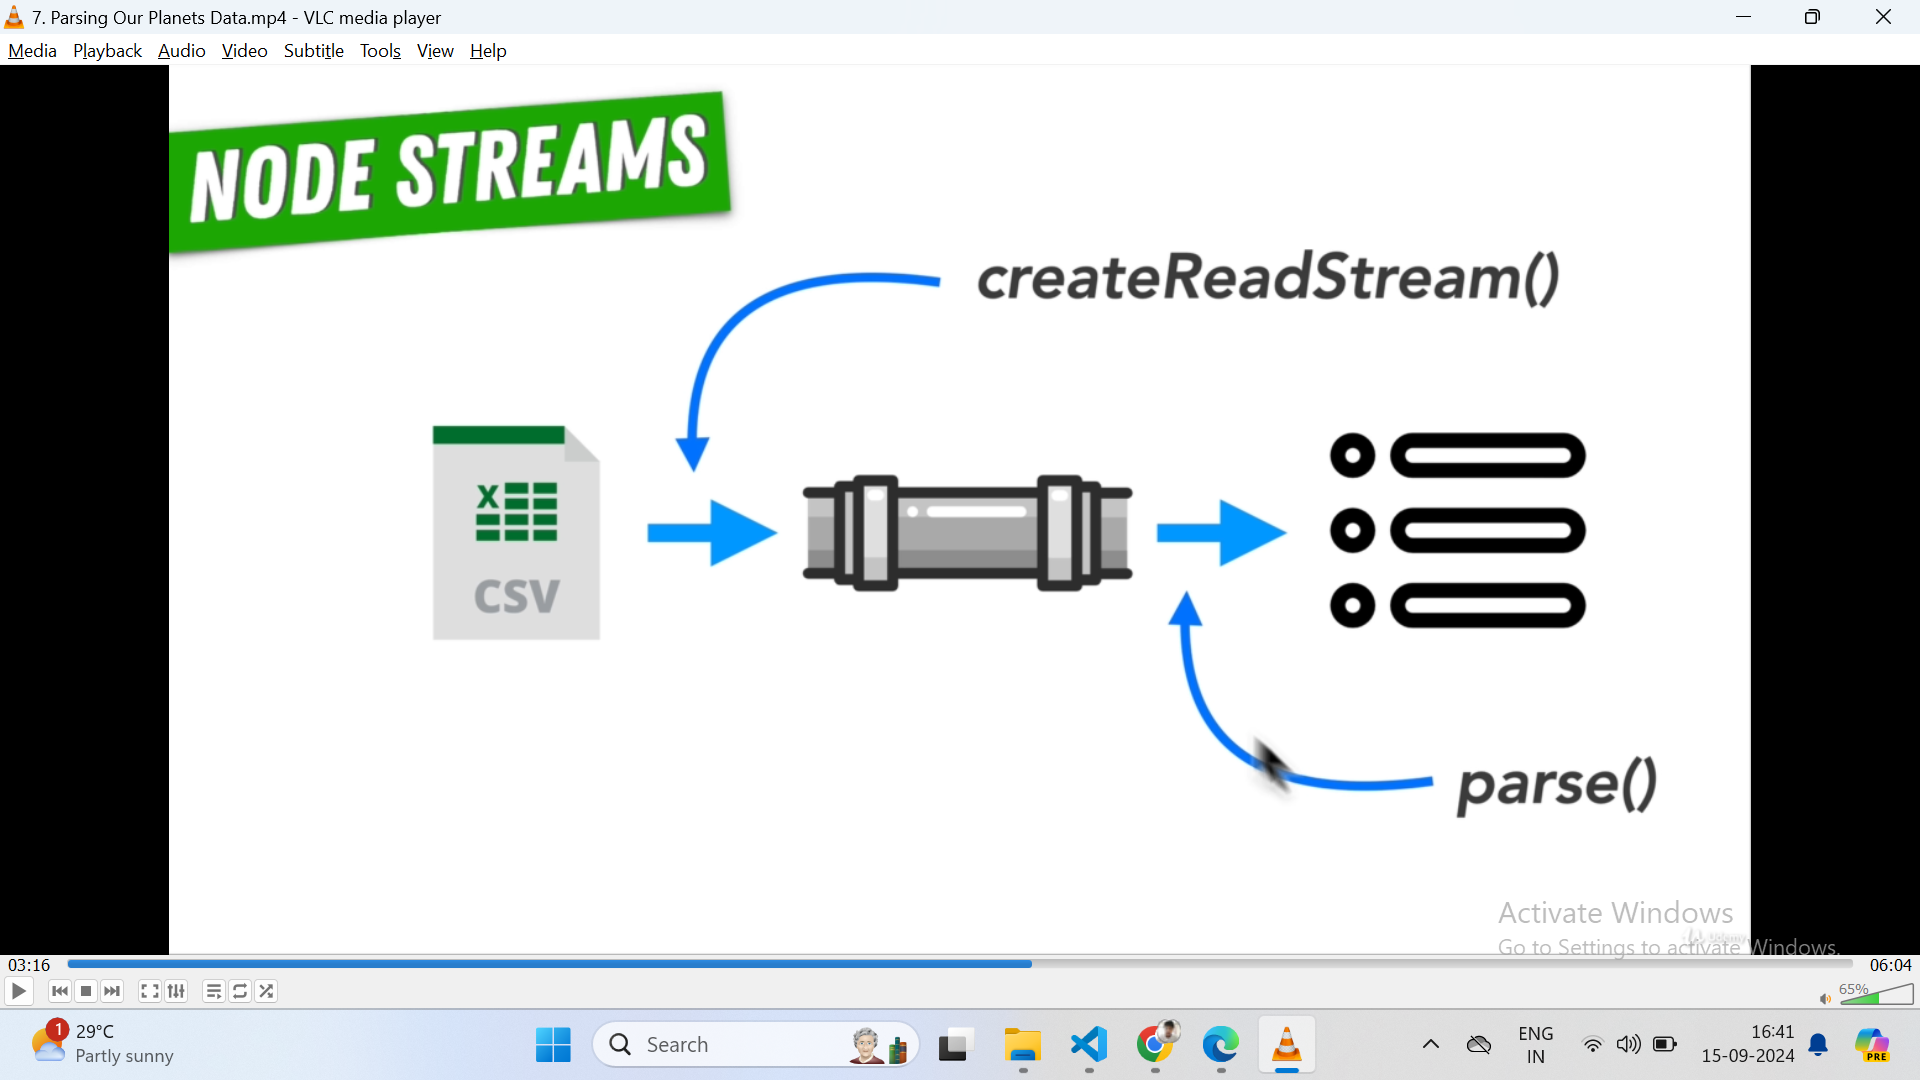 7. Parsing Our Planets Data.mp4 - VLC media player
Media Playback Audio Video Subtitle Tools View Help
NODE STREAMS
createReadStream()
X
CSV
parse()
Activate Windows
Go to Settings to activate Windows.
Udemy
03:16
06:04
65%
1
29°C
Partly sunny
Search
ENG
IN
16:41
15-09-2024
PRE